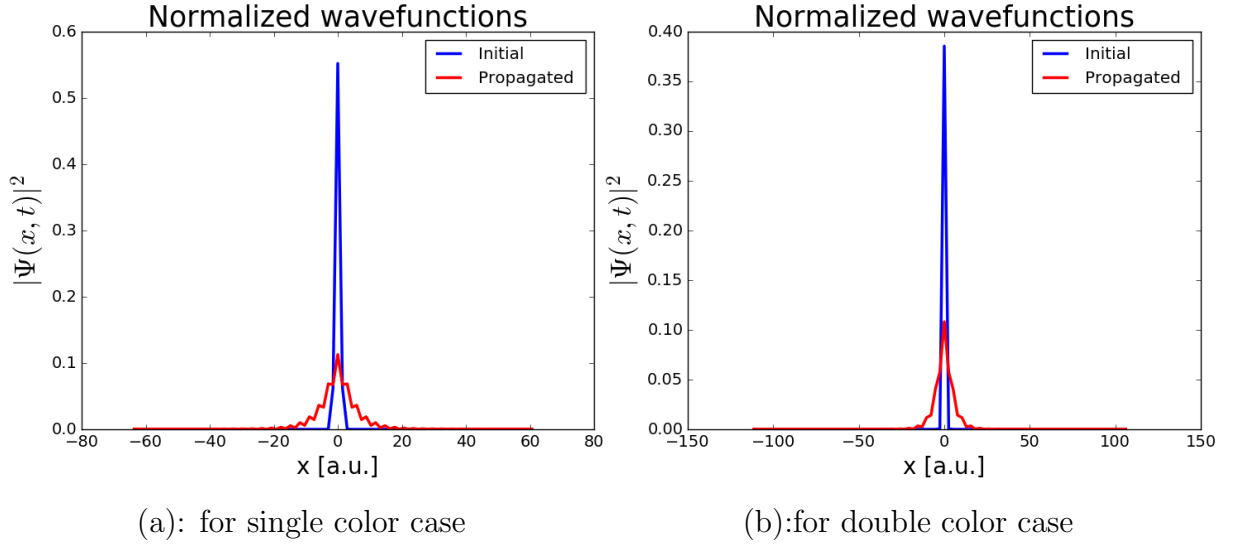 Normalized wavefunctions
0.6
0.5
0.4
0.3
0.2
0.1
0.0
|Ψ(x, t)|²
Initial
Propagated
−80 −60 −40 −20 0 20 40 60 80
x [a.u.]
(a): for single color case
Normalized wavefunctions
0.40
0.35
0.30
0.25
0.20
0.15
0.10
0.05
0.00
|Ψ(x, t)|²
Initial
Propagated
−150 −100 −50 0 50 100 150
x [a.u.]
(b):for double color case